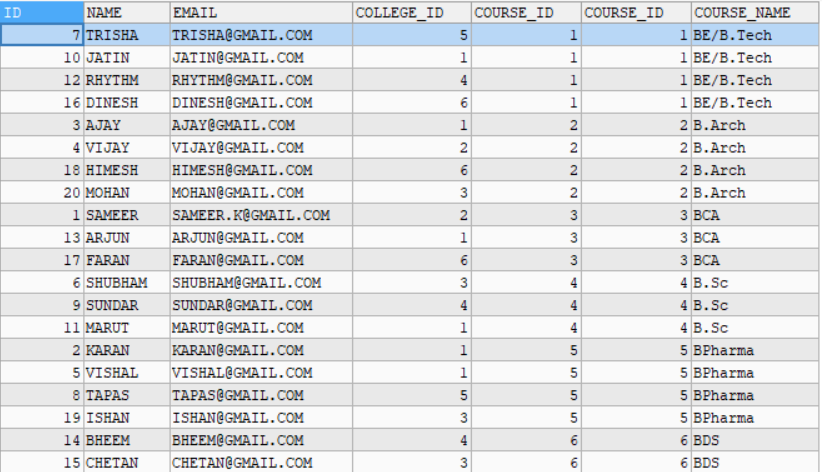 ID NAME EMAIL COLLEGE_ID COURSE_ID COURSE_ID COURSE_NAME
7 TRISHA TRISHA@GMAIL.COM 5 1 1 BE/B.Tech
10 JATIN JATIN@GMAIL.COM 1 1 1 BE/B.Tech
12 RHYTHM RHYTHM@GMAIL.COM 4 1 1 BE/B.Tech
16 DINESH DINESH@GMAIL.COM 6 1 1 BE/B.Tech
3 AJAY AJAY@GMAIL.COM 1 2 2 B.Arch
4 VIJAY VIJAY@GMAIL.COM 2 2 2 B.Arch
18 HIMESH HIMESH@GMAIL.COM 6 2 2 B.Arch
20 MOHAN MOHAN@GMAIL.COM 3 2 2 B.Arch
1 SAMEER SAMEER.K@GMAIL.COM 2 3 3 BCA
13 ARJUN ARJUN@GMAIL.COM 1 3 3 BCA
17 FARAN FARAN@GMAIL.COM 6 3 3 BCA
6 SHUBHAM SHUBHAM@GMAIL.COM 3 4 4 B.Sc
9 SUNDAR SUNDAR@GMAIL.COM 4 4 4 B.Sc
11 MARUT MARUT@GMAIL.COM 1 4 4 B.Sc
2 KARAN KARAN@GMAIL.COM 1 5 5 BPharma
5 VISHAL VISHAL@GMAIL.COM 1 5 5 BPharma
8 TAPAS TAPAS@GMAIL.COM 5 5 5 BPharma
19 ISHAN ISHAN@GMAIL.COM 3 5 5 BPharma
14 BHEEM BHEEM@GMAIL.COM 4 6 6 BDS
15 CHETAN CHETAN@GMAIL.COM 3 6 6 BDS